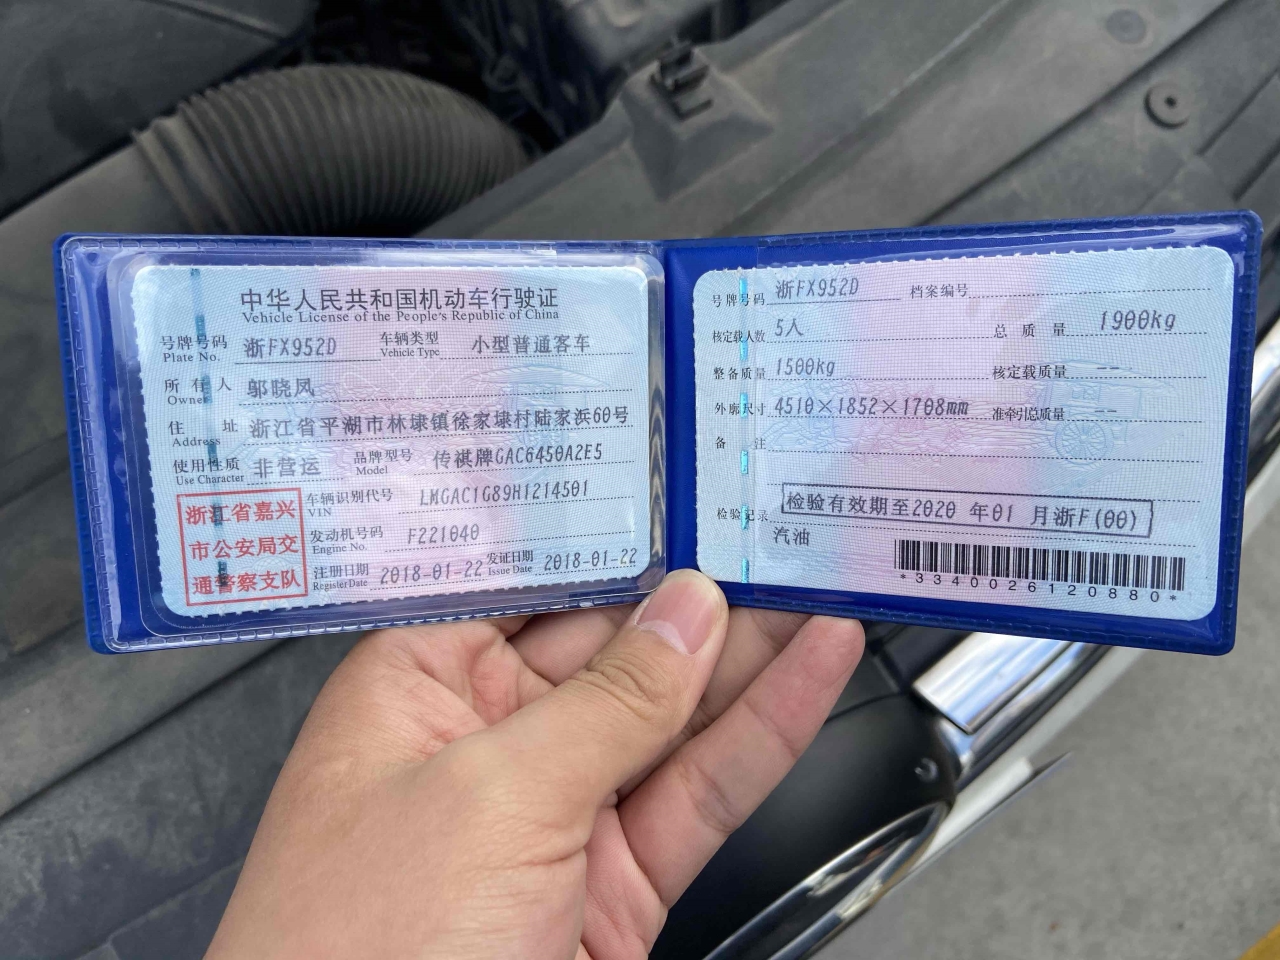 中华人民共和国机动车行驶证
Vehicle License of the People's Republic of China
号牌号码 浙FX952D 车辆类型 小型普通客车
Plate No. Vehicle Type
所有人 邬晓凤
Owner
住址 浙江省平湖市林埭镇徐家埭村陆家浜60号
Address
使用性质 非营运 品牌型号 传祺牌GAC6450A2E5
Use Character Model
浙江省嘉兴
市公安局交
通警察支队
车辆识别代号 LMGAC1G89H1214501
VIN
发动机号码 F221040
Engine No.
注册日期 2018-01-22 发证日期 2018-01-22
Register Date Issue Date
号牌号码 浙FX952D 档案编号
核定载人数 5人 总质量 1900kg
整备质量 1500kg 核定载质量 --
外廓尺寸 4510×1852×1708mm 准牵引总质量 --
备注
检验有效期至2020 年01 月浙F(00)
检验记录
汽油
*3340026120880*